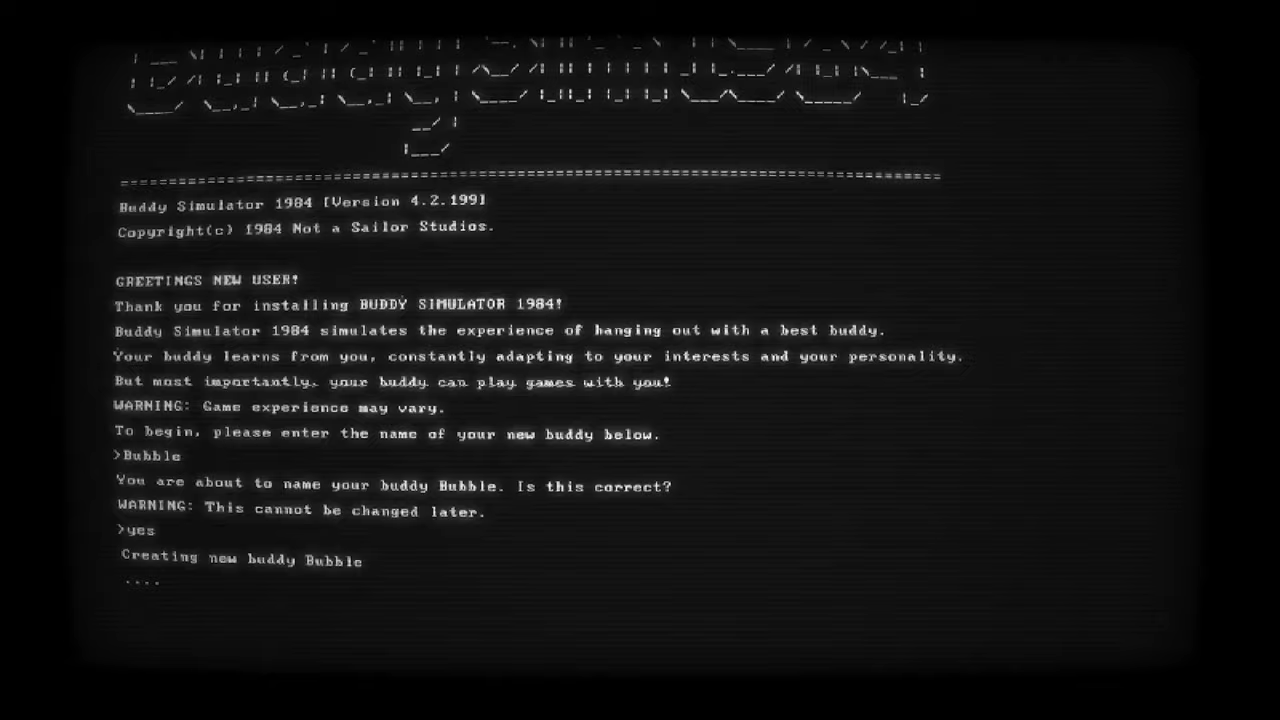 ===================================================================================
Buddy Simulator 1984 [Version 4.2.199]
Copyright(c) 1984 Not a Sailor Studios.
GREETINGS NEW USER!
Thank you for installing BUDDY SIMULATOR 1984!
Buddy Simulator 1984 simulates the experience of hanging out with a best buddy.
Your buddy learns from you, constantly adapting to your interests and your personality.
But most importantly, your buddy can play games with you!
WARNING: Game experience may vary.
To begin, please enter the name of your new buddy below.
>Bubble
You are about to name your buddy Bubble. Is this correct?
WARNING: This cannot be changed later.
>yes
Creating new buddy Bubble
....